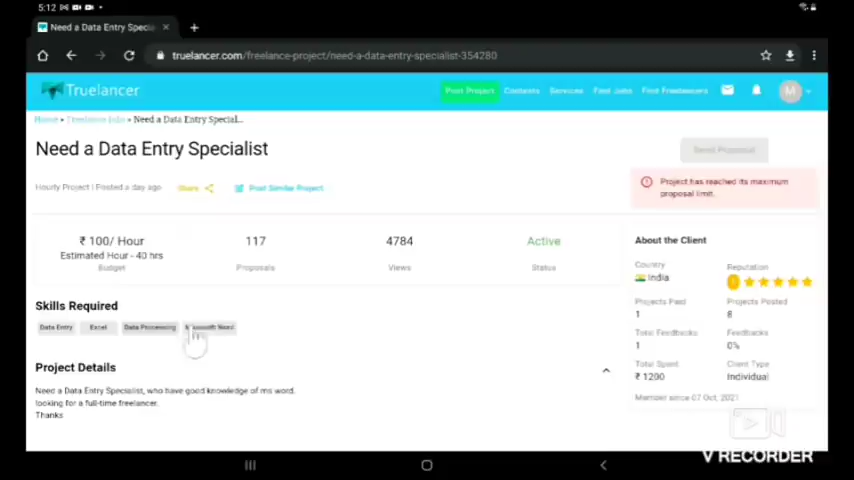 5:12
Need a Data Entry Specia
truelancer.com/freelance-project/need-a-data-entry-specialist-354280
Truelancer
Post Project Contests Services Find Jobs Find Freelancers M
Home » Freelance Jobs » Need a Data Entry Special...
Need a Data Entry Specialist
Send Proposal
Hourly Project | Posted a day ago Share Post Similar Project
Project has reached its maximum
proposal limit.
₹ 100/ Hour 117 4784 Active
Estimated Hour - 40 hrs
Budget Proposals Views Status
About the Client
Country Reputation
India
Projects Paid Projects Posted
1 8
Total Feedbacks Feedbacks
1 0%
Total Spent Client Type
₹ 1200 Individual
Member since 07 Oct, 2021
Skills Required
Data Entry Excel Data Processing
Project Details
Need a Data Entry Specialist, who have good knowledge of ms word.
looking for a full-time freelancer.
Thanks
V RECORDER